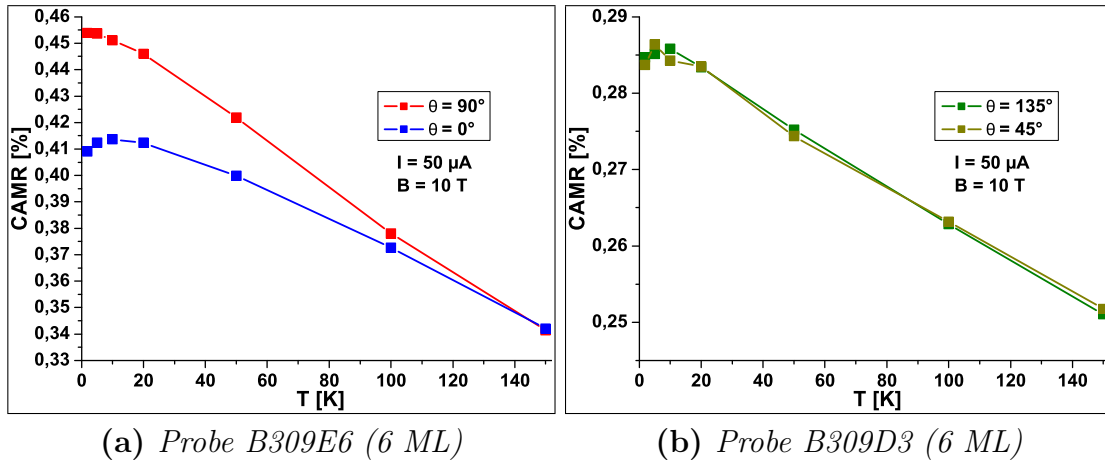 0,46
0,45
0,44
0,43
0,42
0,41
0,40
0,39
0,38
0,37
0,36
0,35
0,34
0,33
CAMR [%]
θ = 90°
θ = 0°
I = 50 µA
B = 10 T
0 20 40 60 80 100 120 140
T [K]
(a) Probe B309E6 (6 ML)
0,29
0,28
0,27
0,26
0,25
CAMR [%]
θ = 135°
θ = 45°
I = 50 µA
B = 10 T
0 20 40 60 80 100 120 140
T [K]
(b) Probe B309D3 (6 ML)